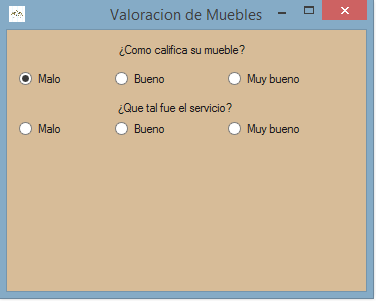 Valoracion de Muebles
¿Como califica su mueble?
Malo Bueno Muy bueno
¿Que tal fue el servicio?
Malo Bueno Muy bueno